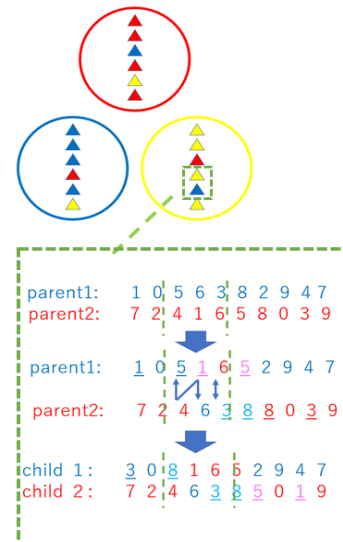 parent1: 1 0 5 6 3 8 2 9 4 7
parent2: 7 2 4 1 6 5 8 0 3 9
parent1: 1 0 5 1 6 5 2 9 4 7
parent2: 7 2 4 6 3 8 8 0 3 9
child 1: 3 0 8 1 6 5 2 9 4 7
child 2: 7 2 4 6 3 8 5 0 1 9